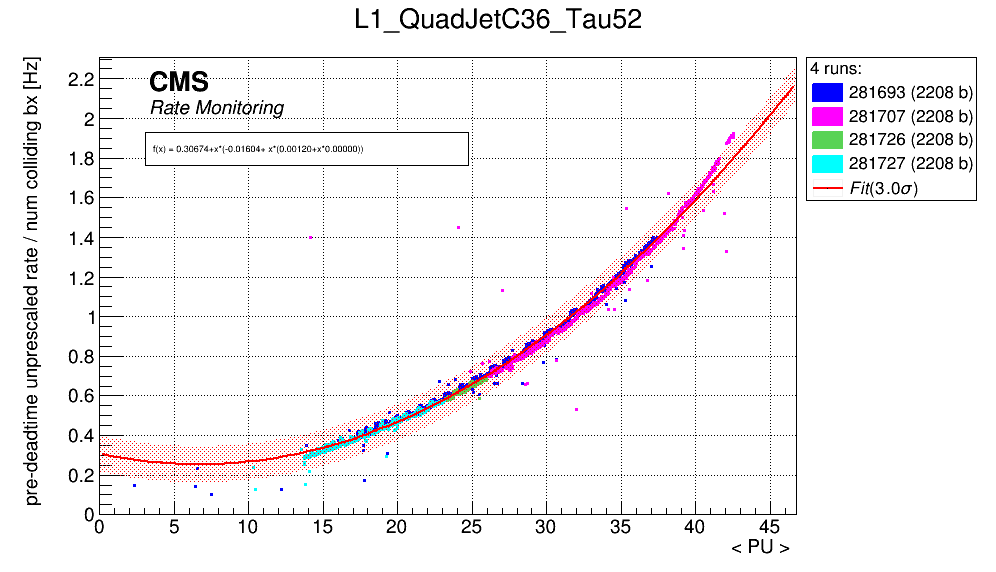 L1_QuadJetC36_Tau52
pre-deadtime unprescaled rate / num colliding bx [Hz]
CMS
Rate Monitoring
f(x) = 0.30674+x*(-0.01604+ x*(0.00120+x*0.00000))
2.2
2
1.8
1.6
1.4
1.2
1
0.8
0.6
0.4
0.2
0
0 5 10 15 20 25 30 35 40 45
< PU >
4 runs:
281693 (2208 b)
281707 (2208 b)
281726 (2208 b)
281727 (2208 b)
Fit(3.0σ)